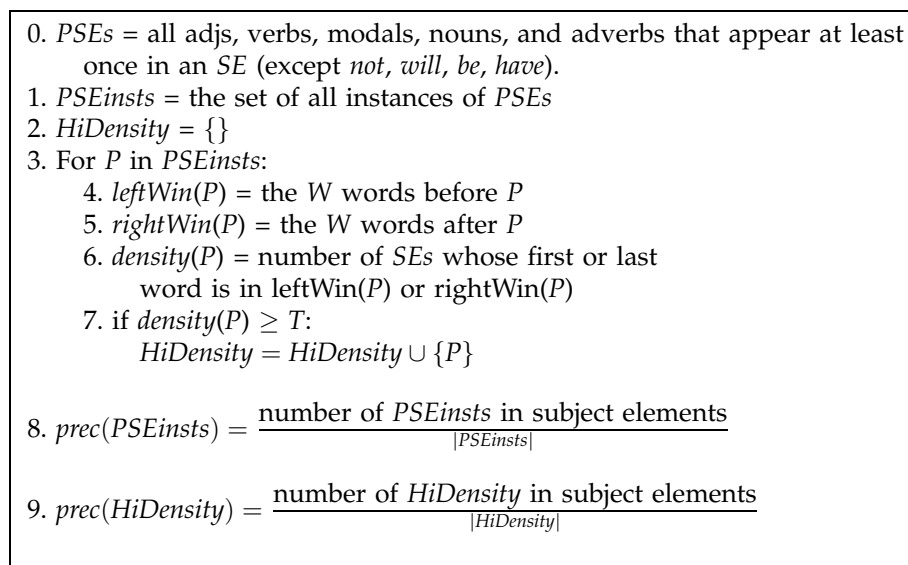 0. PSEs = all adjs, verbs, modals, nouns, and adverbs that appear at least
once in an SE (except not, will, be, have).
1. PSEinsts = the set of all instances of PSEs
2. HiDensity = {}
3. For P in PSEinsts:
4. leftWin(P) = the W words before P
5. rightWin(P) = the W words after P
6. density(P) = number of SEs whose first or last
word is in leftWin(P) or rightWin(P)
7. if density(P) ≥ T:
HiDensity = HiDensity ∪ {P}
8. prec(PSEinsts) = number of PSEinsts in subject elements
|PSEinsts|
9. prec(HiDensity) = number of HiDensity in subject elements
|HiDensity|